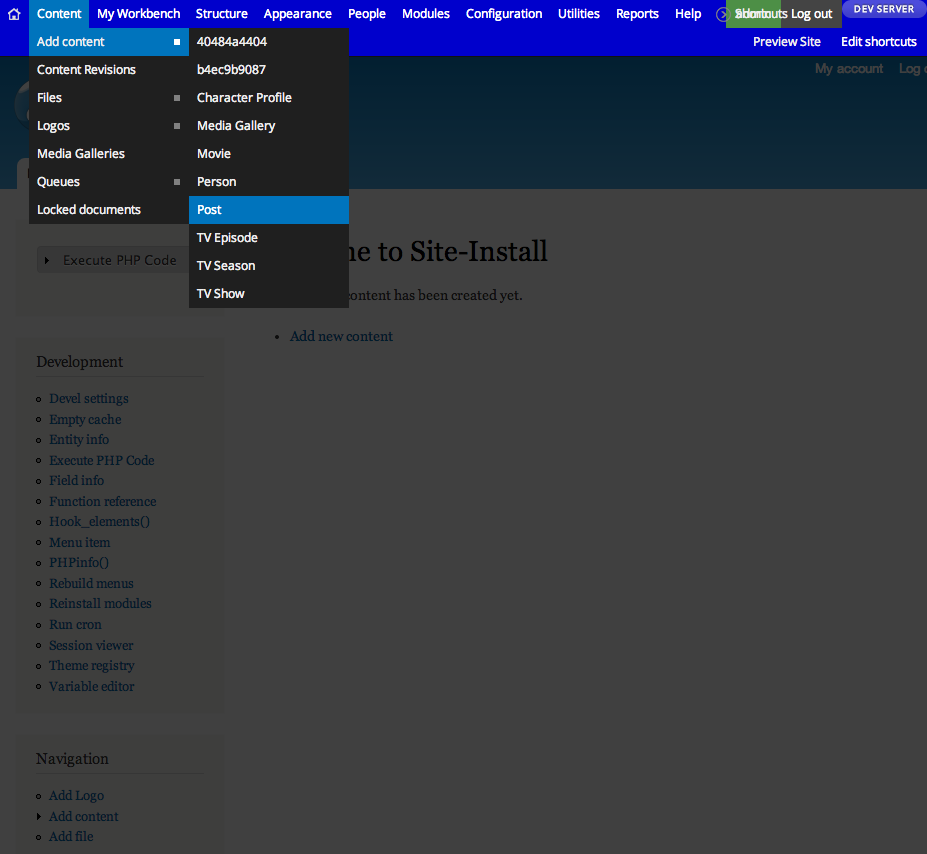 Content My Workbench Structure Appearance People Modules Configuration Utilities Reports Help Shortcuts Log out DEV SERVER
Preview Site Edit shortcuts
My account Log
Add content
Content Revisions
Files
Logos
Media Galleries
Queues
Locked documents
40484a4404
b4ec9b9087
Character Profile
Media Gallery
Movie
Person
Post
TV Episode
TV Season
TV Show
Execute PHP Code
to Site-Install
content has been created yet.
Add new content
Development
Devel settings
Empty cache
Entity info
Execute PHP Code
Field info
Function reference
Hook_elements()
Menu item
PHPinfo()
Rebuild menus
Reinstall modules
Run cron
Session viewer
Theme registry
Variable editor
Navigation
Add Logo
Add content
Add file